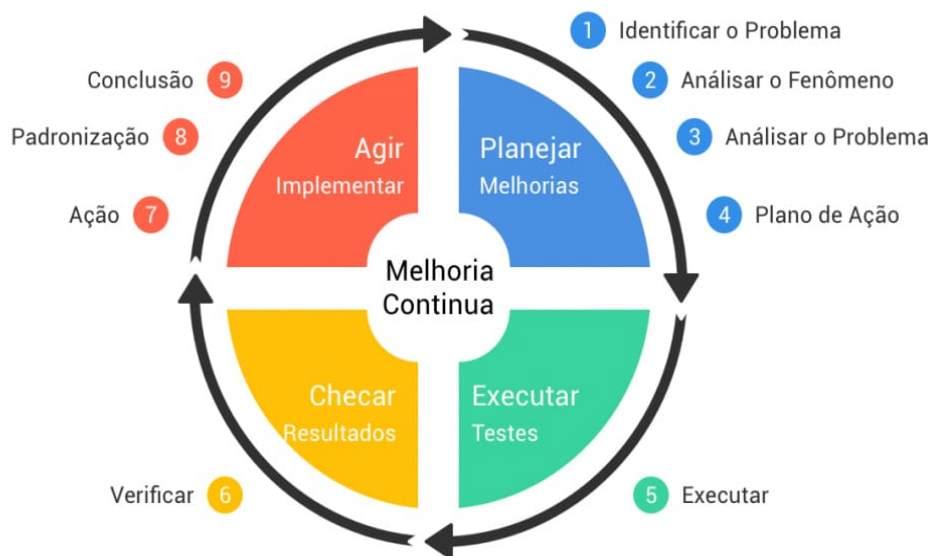 1 Identificar o Problema
2 Análisar o Fenômeno
3 Análisar o Problema
4 Plano de Ação
5 Executar
Verificar 6
Ação 7
Padronização 8
Conclusão 9
Agir
Implementar
Planejar
Melhorias
Melhoria
Continua
Checar
Resultados
Executar
Testes